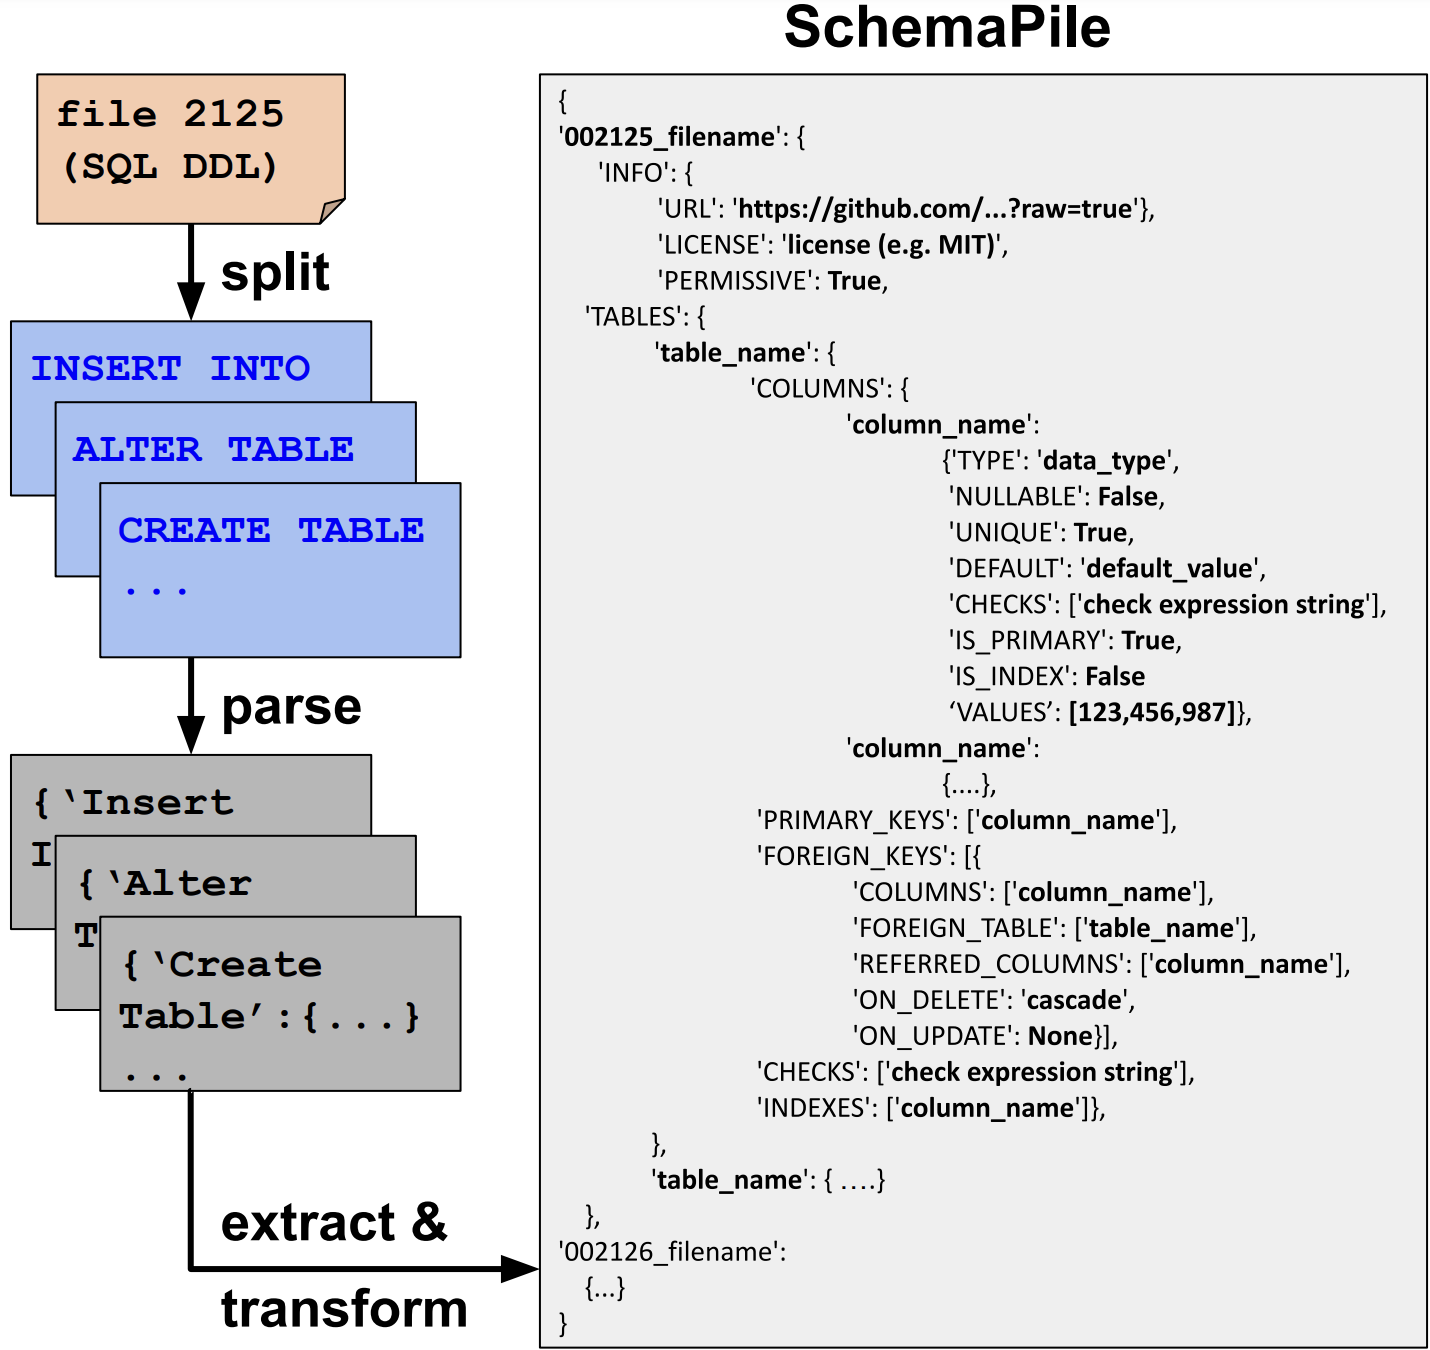 SchemaPile
file 2125
(SQL DDL)
split
INSERT INTO
ALTER TABLE
CREATE TABLE
...
parse
{‘Insert
I
{‘Alter
T
{‘Create
Table’:{...}
...
extract &
transform
{
'002125_filename': {
'INFO': {
'URL': 'https://github.com/...?raw=true'},
'LICENSE': 'license (e.g. MIT)',
'PERMISSIVE': True,
'TABLES': {
'table_name': {
'COLUMNS': {
'column_name':
{'TYPE': 'data_type',
'NULLABLE': False,
'UNIQUE': True,
'DEFAULT': 'default_value',
'CHECKS': ['check expression string'],
'IS_PRIMARY': True,
'IS_INDEX': False
‘VALUES’: [123,456,987]},
'column_name':
{....},
'PRIMARY_KEYS': ['column_name'],
'FOREIGN_KEYS': [{
'COLUMNS': ['column_name'],
'FOREIGN_TABLE': ['table_name'],
'REFERRED_COLUMNS': ['column_name'],
'ON_DELETE': 'cascade',
'ON_UPDATE': None}],
'CHECKS': ['check expression string'],
'INDEXES': ['column_name']},
},
'table_name': { ....}
},
'002126_filename':
{...}
}